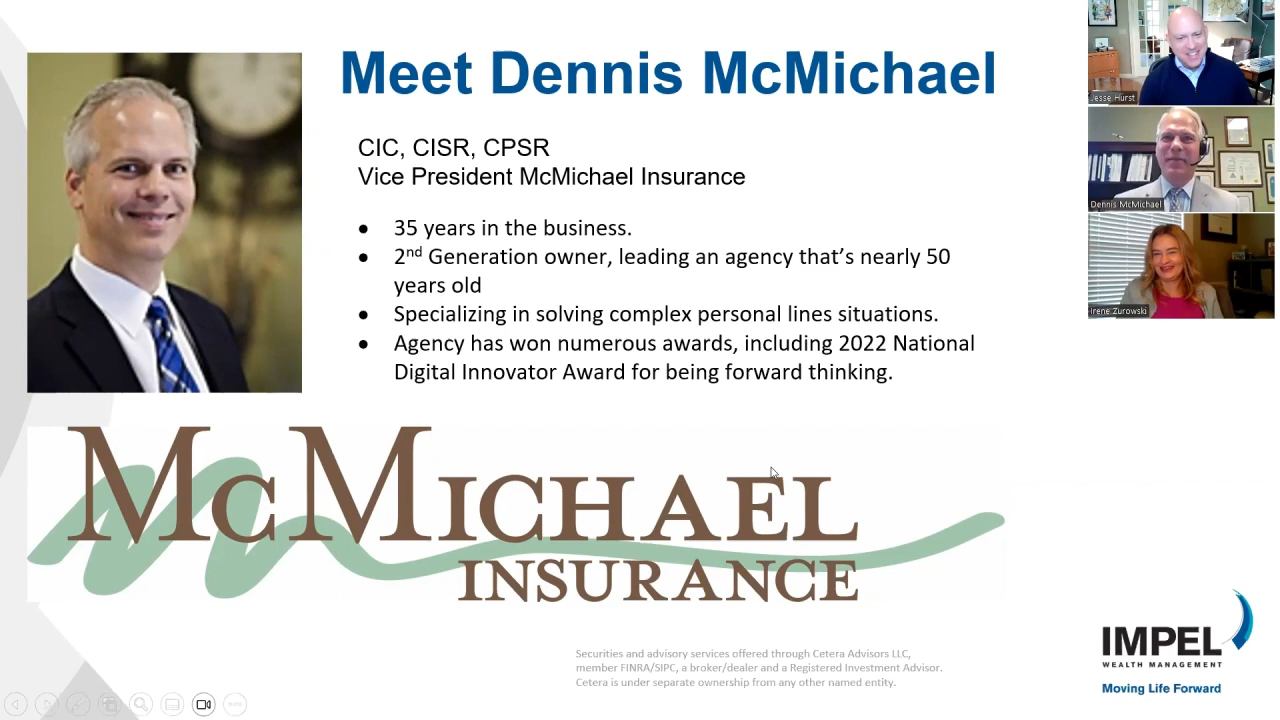 Meet Dennis McMichael
CIC, CISR, CPSR
Vice President McMichael Insurance
• 35 years in the business.
• 2nd Generation owner, leading an agency that’s nearly 50
years old
• Specializing in solving complex personal lines situations.
• Agency has won numerous awards, including 2022 National
Digital Innovator Award for being forward thinking.
McMichael
INSURANCE
Securities and advisory services offered through Cetera Advisors LLC,
member FINRA/SIPC, a broker/dealer and a Registered Investment Advisor.
Cetera is under separate ownership from any other named entity.
Jesse Hurst
Dennis McMichael
Irene Zurowski
IMPEL
WEALTH MANAGEMENT
Moving Life Forward